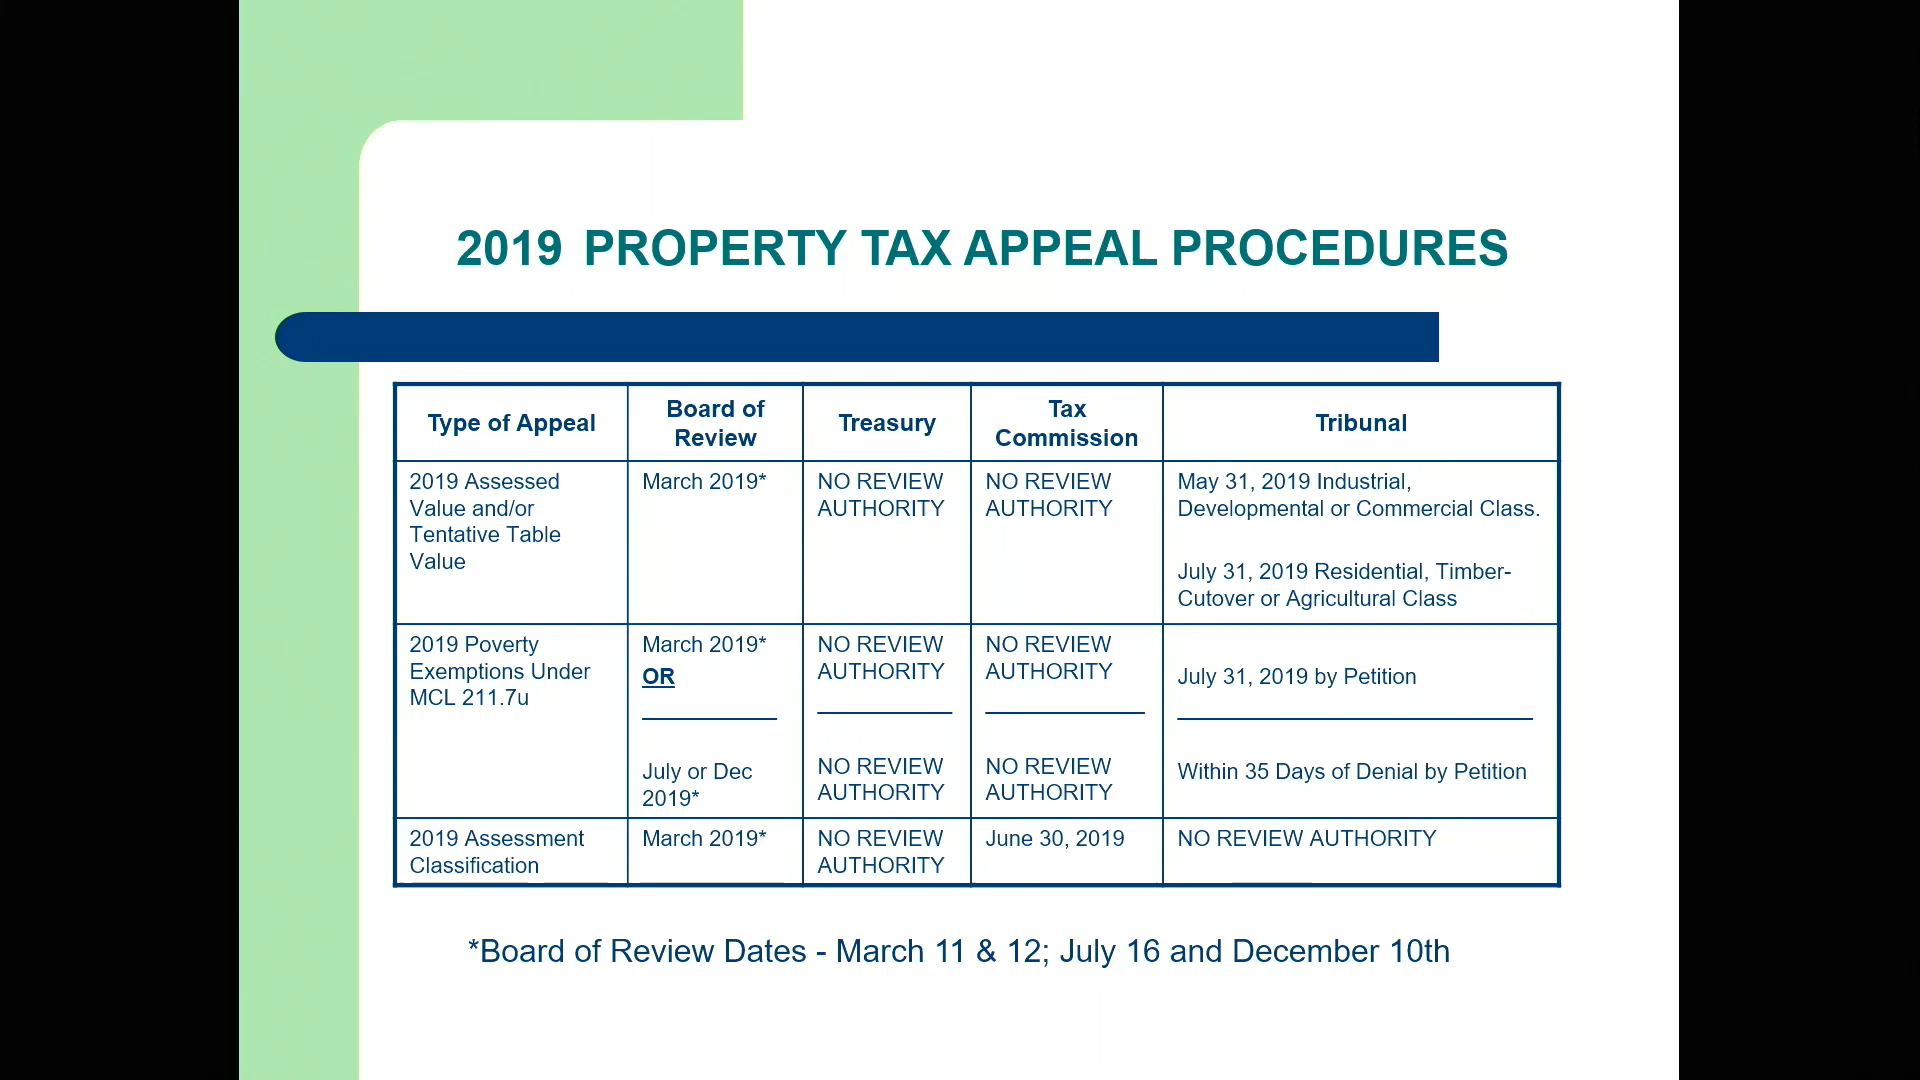 2019 PROPERTY TAX APPEAL PROCEDURES
Type of Appeal
Board of
Review
Treasury
Tax
Commission
Tribunal
2019 Assessed
Value and/or
Tentative Table
Value
March 2019*
NO REVIEW
AUTHORITY
NO REVIEW
AUTHORITY
May 31, 2019 Industrial,
Developmental or Commercial Class.
July 31, 2019 Residential, Timber-
Cutover or Agricultural Class
2019 Poverty
Exemptions Under
MCL 211.7u
March 2019*
OR
July or Dec
2019*
NO REVIEW
AUTHORITY
NO REVIEW
AUTHORITY
NO REVIEW
AUTHORITY
NO REVIEW
AUTHORITY
July 31, 2019 by Petition
Within 35 Days of Denial by Petition
2019 Assessment
Classification
March 2019*
NO REVIEW
AUTHORITY
June 30, 2019
NO REVIEW AUTHORITY
*Board of Review Dates - March 11 & 12; July 16 and December 10th